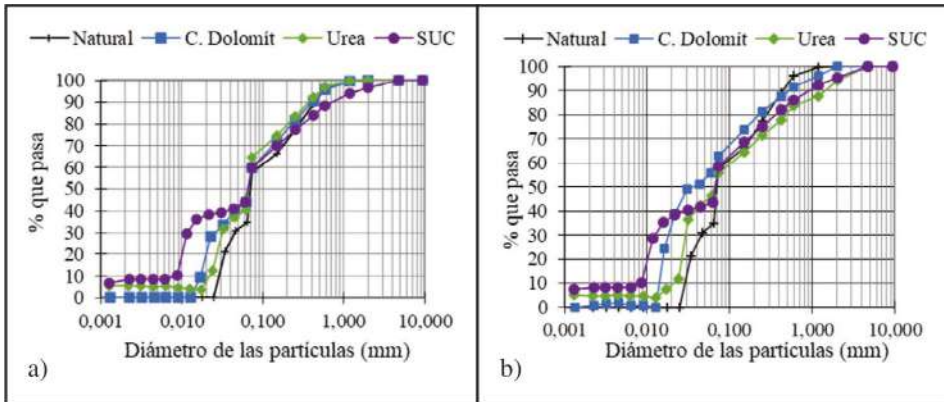 Natural C. Dolomit Urea SUC
% que pasa
100
90
80
70
60
50
40
30
20
10
0
0,001 0,010 0,100 1,000 10,000
Diámetro de las partículas (mm)
a)
Natural C. Dolomit Urea SUC
% que pasa
100
90
80
70
60
50
40
30
20
10
0
0,001 0,010 0,100 1,000 10,000
Diámetro de las partículas (mm)
b)